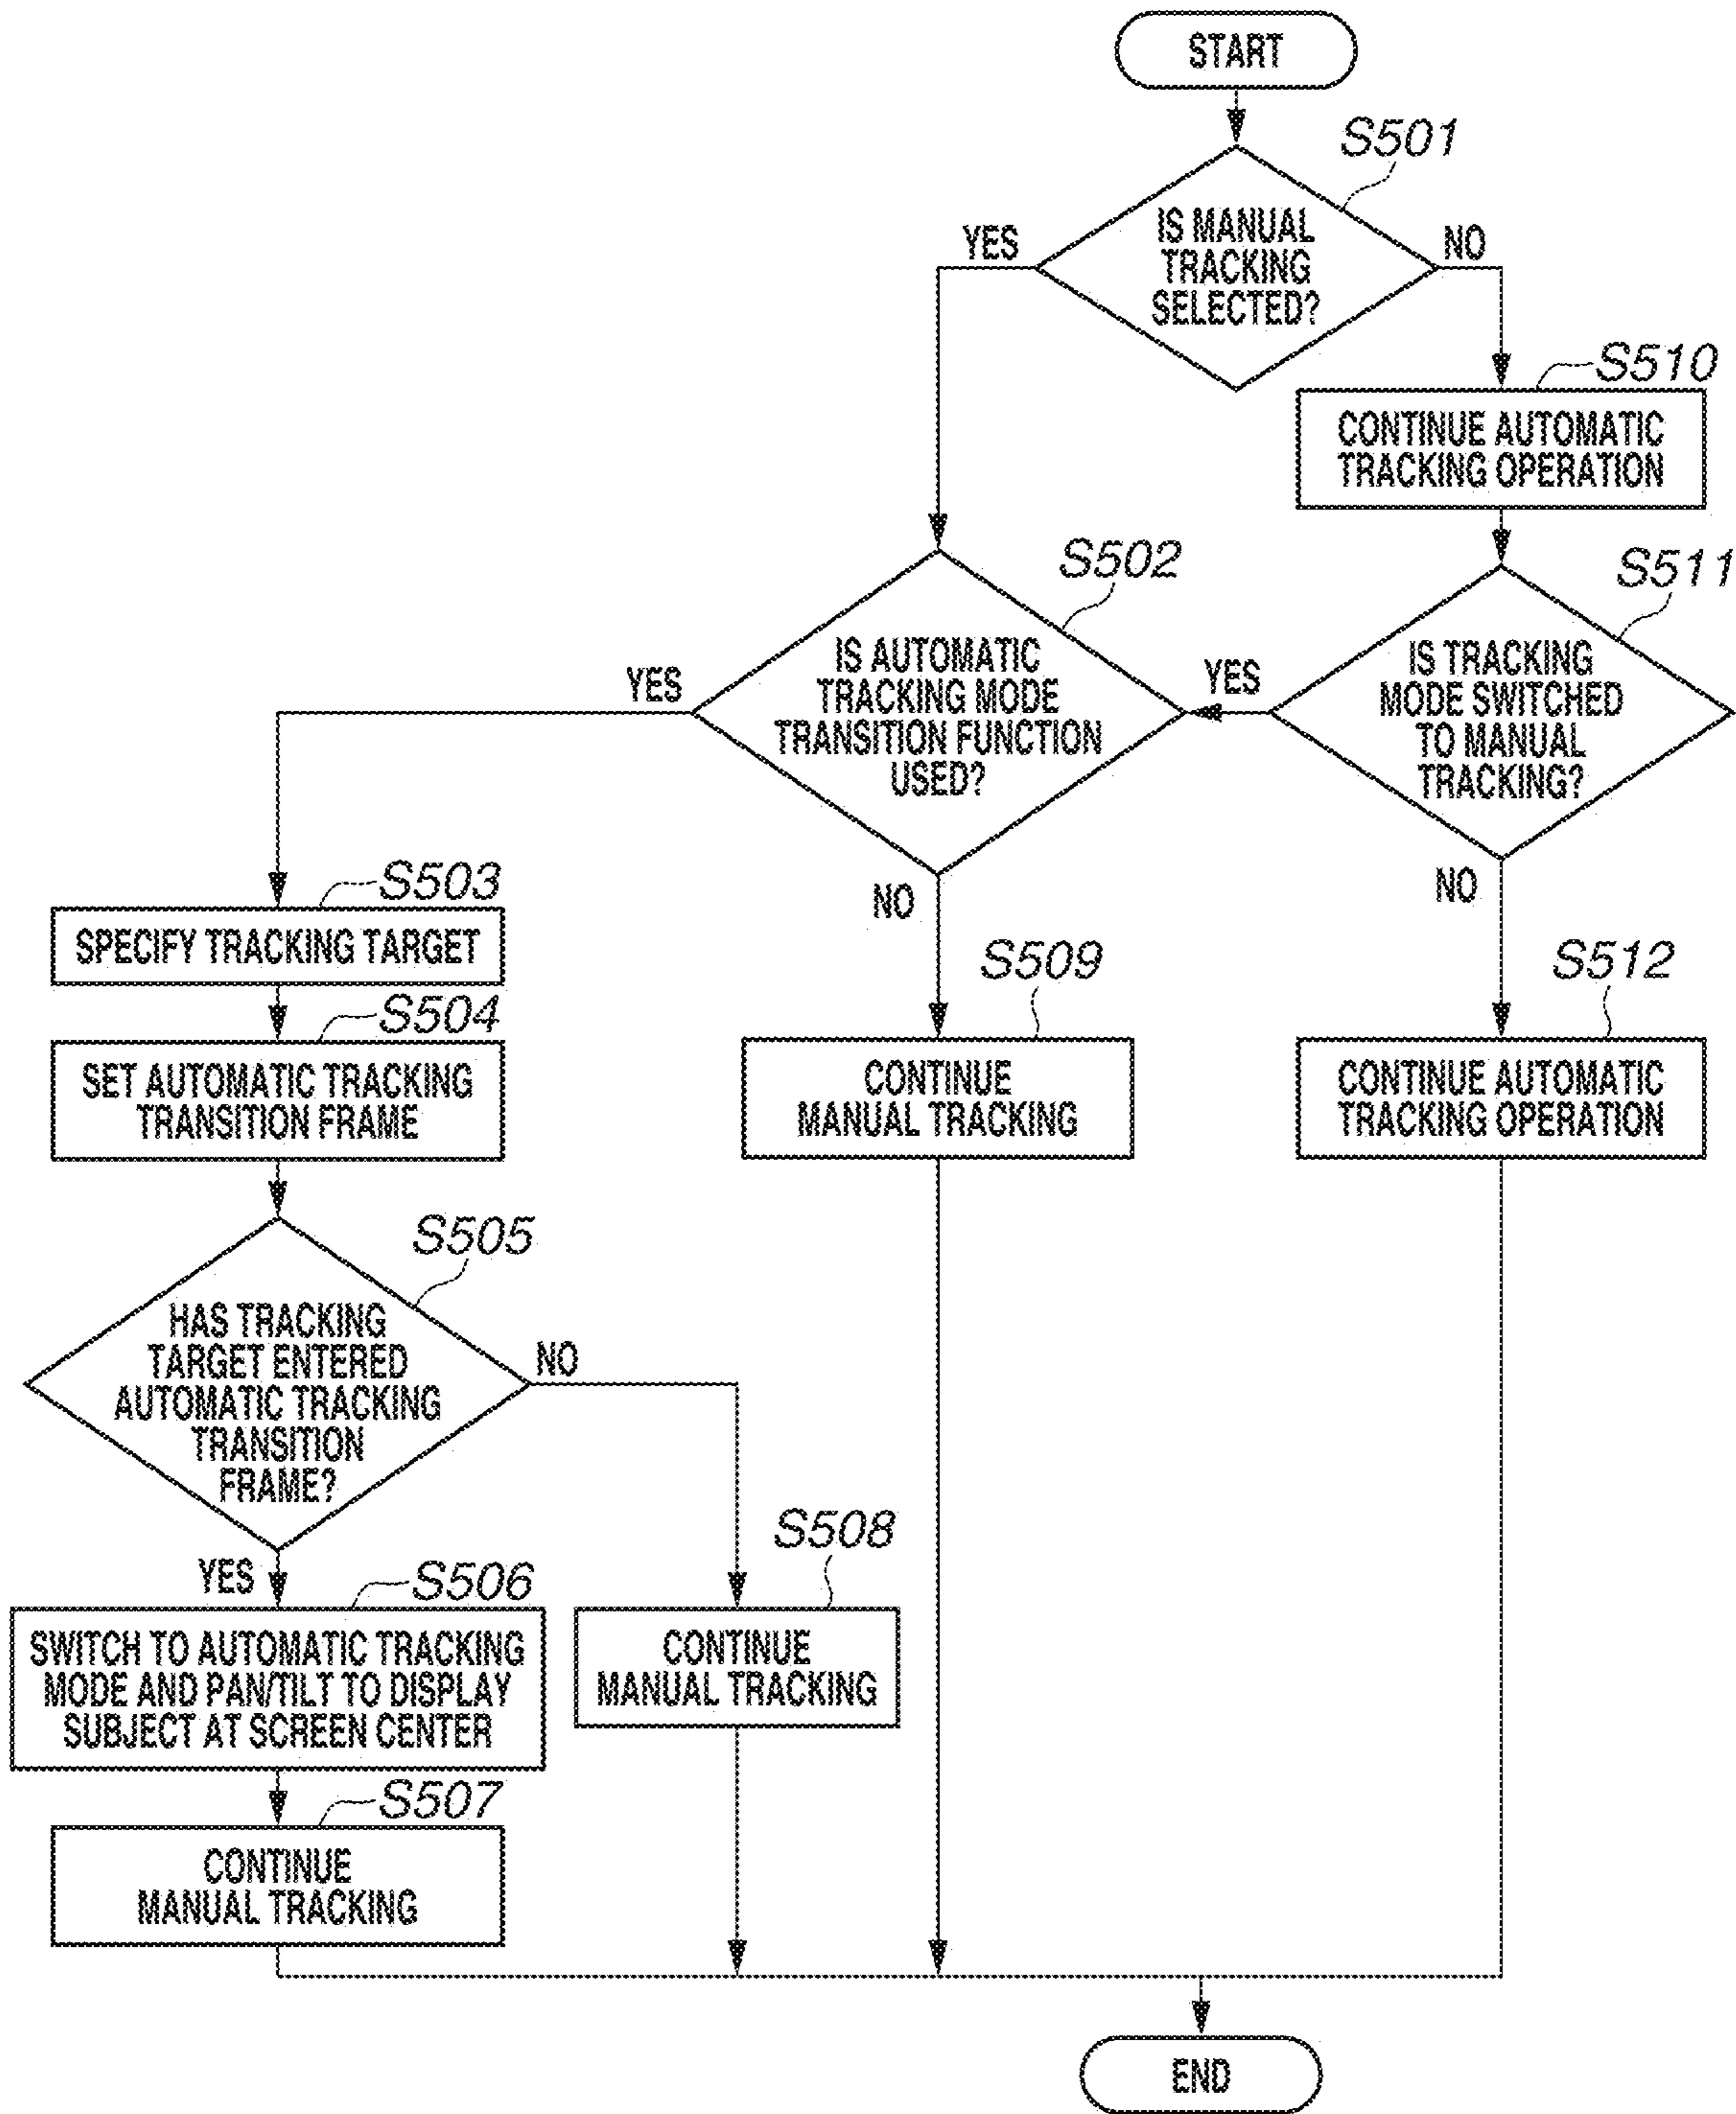 START
S501
IS MANUAL
TRACKING
SELECTED?
YES
NO
S510
CONTINUE AUTOMATIC
TRACKING OPERATION
S502
IS AUTOMATIC
TRACKING MODE
TRANSITION FUNCTION
USED?
YES
NO
S511
IS TRACKING
MODE SWITCHED
TO MANUAL
TRACKING?
YES
NO
S503
SPECIFY TRACKING TARGET
S504
SET AUTOMATIC TRACKING
TRANSITION FRAME
S509
CONTINUE
MANUAL TRACKING
S512
CONTINUE AUTOMATIC
TRACKING OPERATION
S505
HAS TRACKING
TARGET ENTERED
AUTOMATIC TRACKING
TRANSITION
FRAME?
NO
YES
S506
SWITCH TO AUTOMATIC TRACKING
MODE AND PAN/TILT TO DISPLAY
SUBJECT AT SCREEN CENTER
S508
CONTINUE
MANUAL TRACKING
S507
CONTINUE
MANUAL TRACKING
END